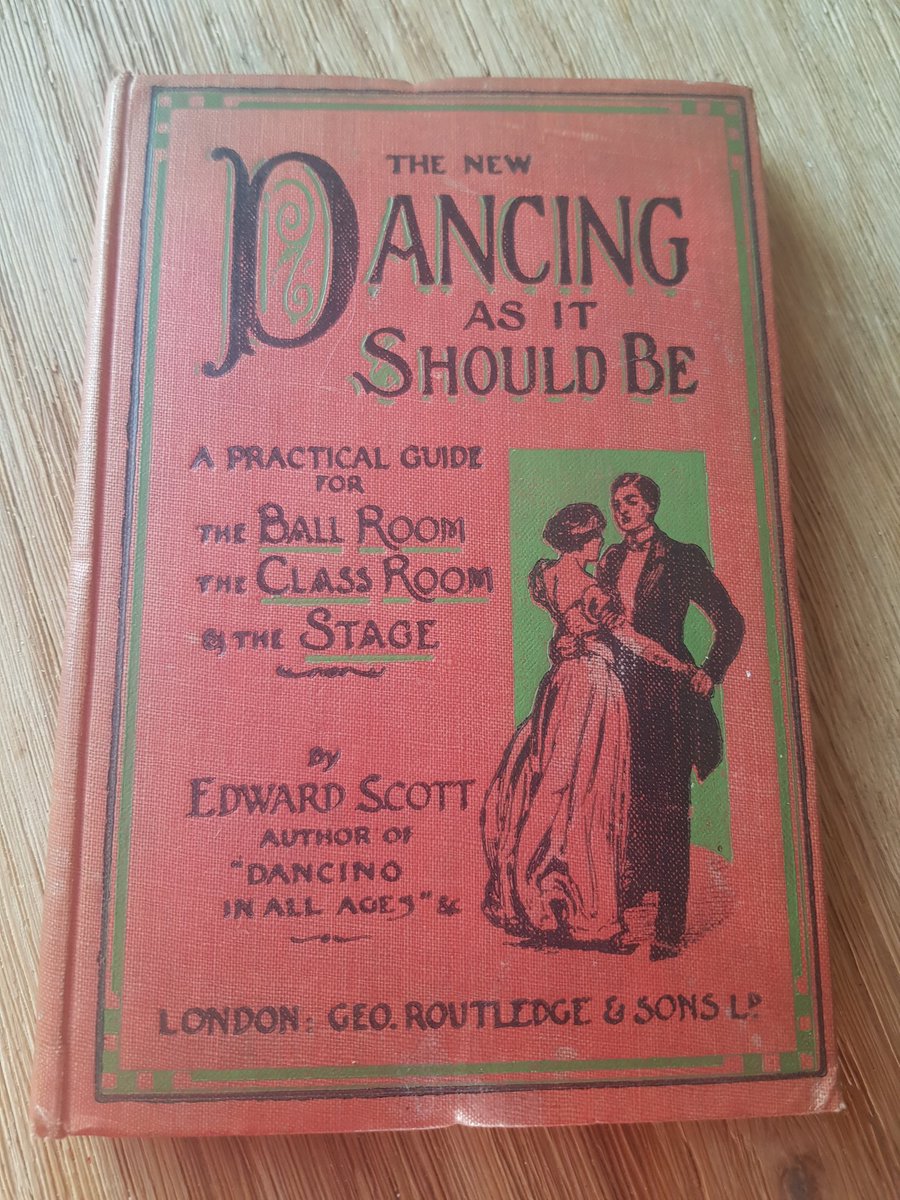 THE NEW
DANCING
AS IT
SHOULD BE
A PRACTICAL GUIDE
FOR
THE BALL ROOM
THE CLASS ROOM
& THE STAGE
By
EDWARD SCOTT
AUTHOR OF
"DANCING
IN ALL AGES" &
LONDON: GEO. ROUTLEDGE & SONS LD.